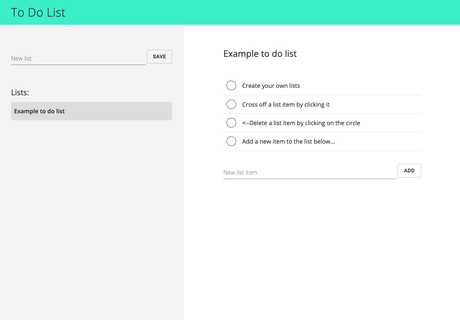 To Do List
New list
SAVE
Lists:
Example to do list
Example to do list
Create your own lists
Cross off a list item by clicking it
<--Delete a list item by clicking on the circle
Add a new item to the list below...
New list item
ADD